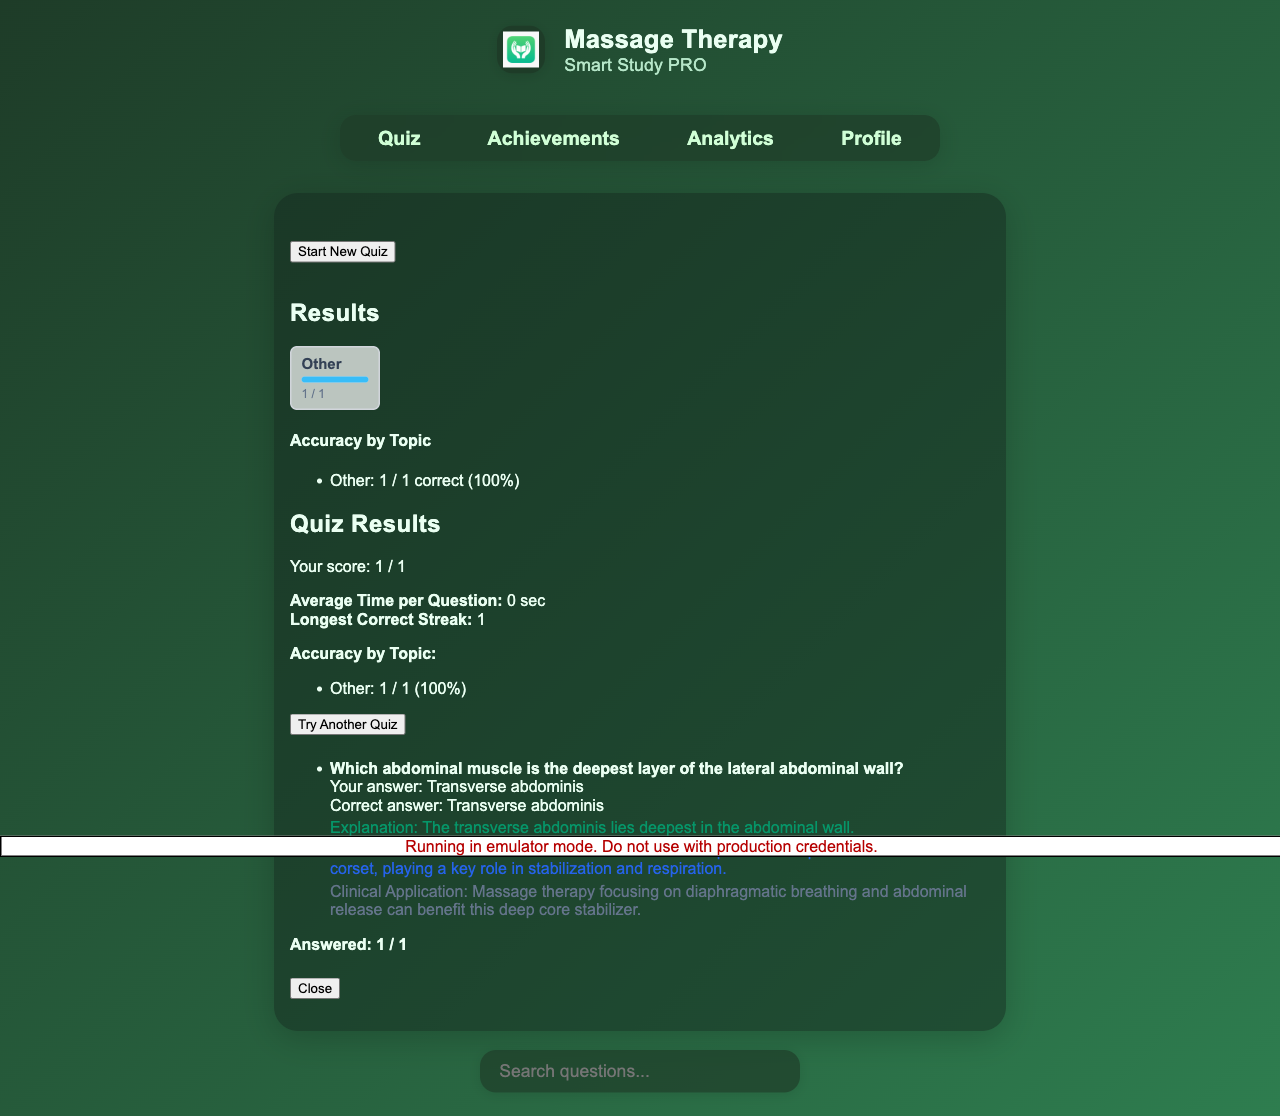 Massage Therapy
Smart Study PRO
Quiz
Achievements
Analytics
Profile
Start New Quiz
Results
Other
1 / 1
Accuracy by Topic
• Other: 1 / 1 correct (100%)
Quiz Results
Your score: 1 / 1
Average Time per Question: 0 sec
Longest Correct Streak: 1
Accuracy by Topic:
• Other: 1 / 1 (100%)
Try Another Quiz
• Which abdominal muscle is the deepest layer of the lateral abdominal wall?
Your answer: Transverse abdominis
Correct answer: Transverse abdominis
Explanation: The transverse abdominis lies deepest in the abdominal wall.
Running in emulator mode. Do not use with production credentials.
corset, playing a key role in stabilization and respiration.
Clinical Application: Massage therapy focusing on diaphragmatic breathing and abdominal
release can benefit this deep core stabilizer.
Answered: 1 / 1
Close
Search questions...